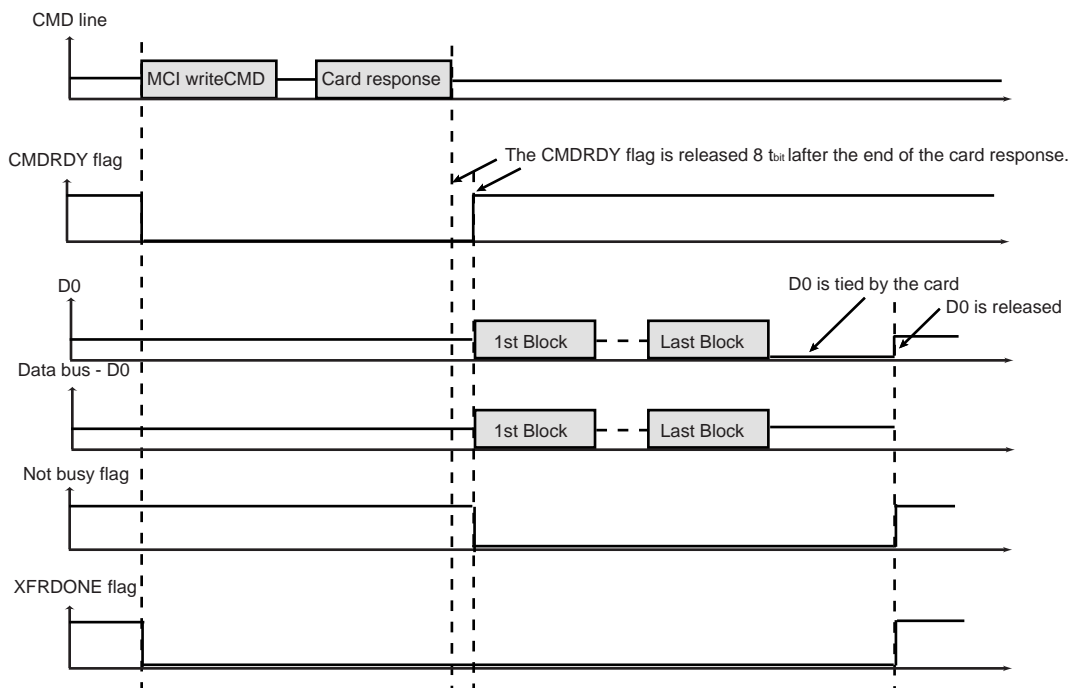 CMD line
MCI writeCMD
Card response
CMDRDY flag
The CMDRDY flag is released 8 tbit lafter the end of the card response.
D0
D0 is tied by the card
D0 is released
1st Block
Last Block
Data bus - D0
1st Block
Last Block
Not busy flag
XFRDONE flag